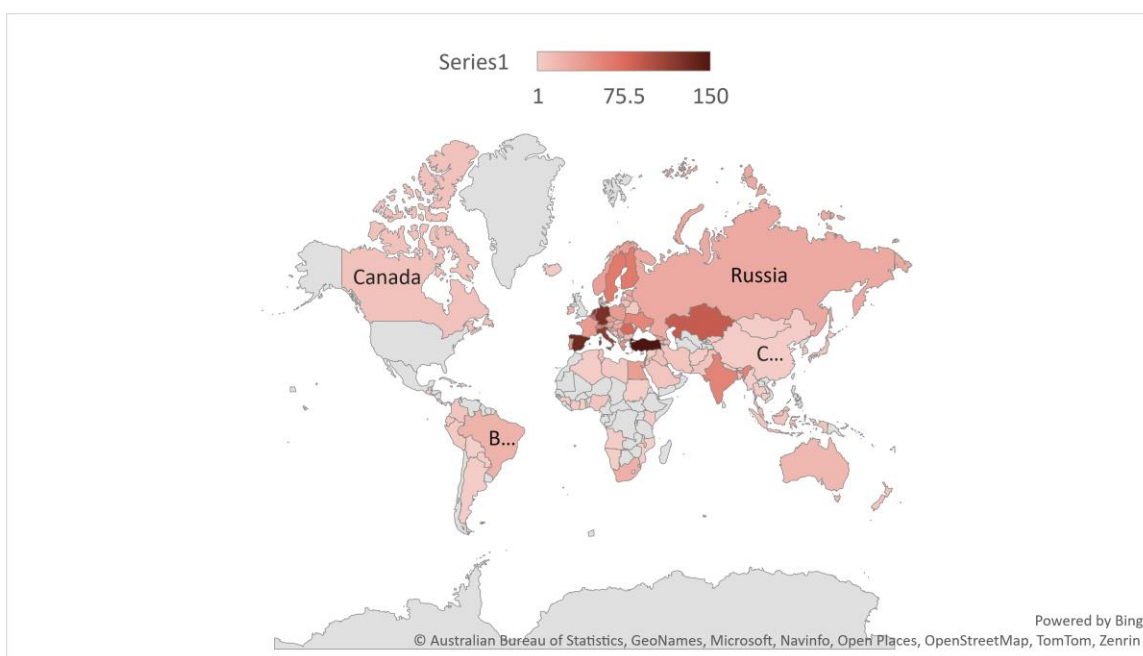 Series1
1 75.5 150
Canada
Russia
C...
B...
Powered by Bing
© Australian Bureau of Statistics, GeoNames, Microsoft, Navinfo, Open Places, OpenStreetMap, TomTom, Zenrin